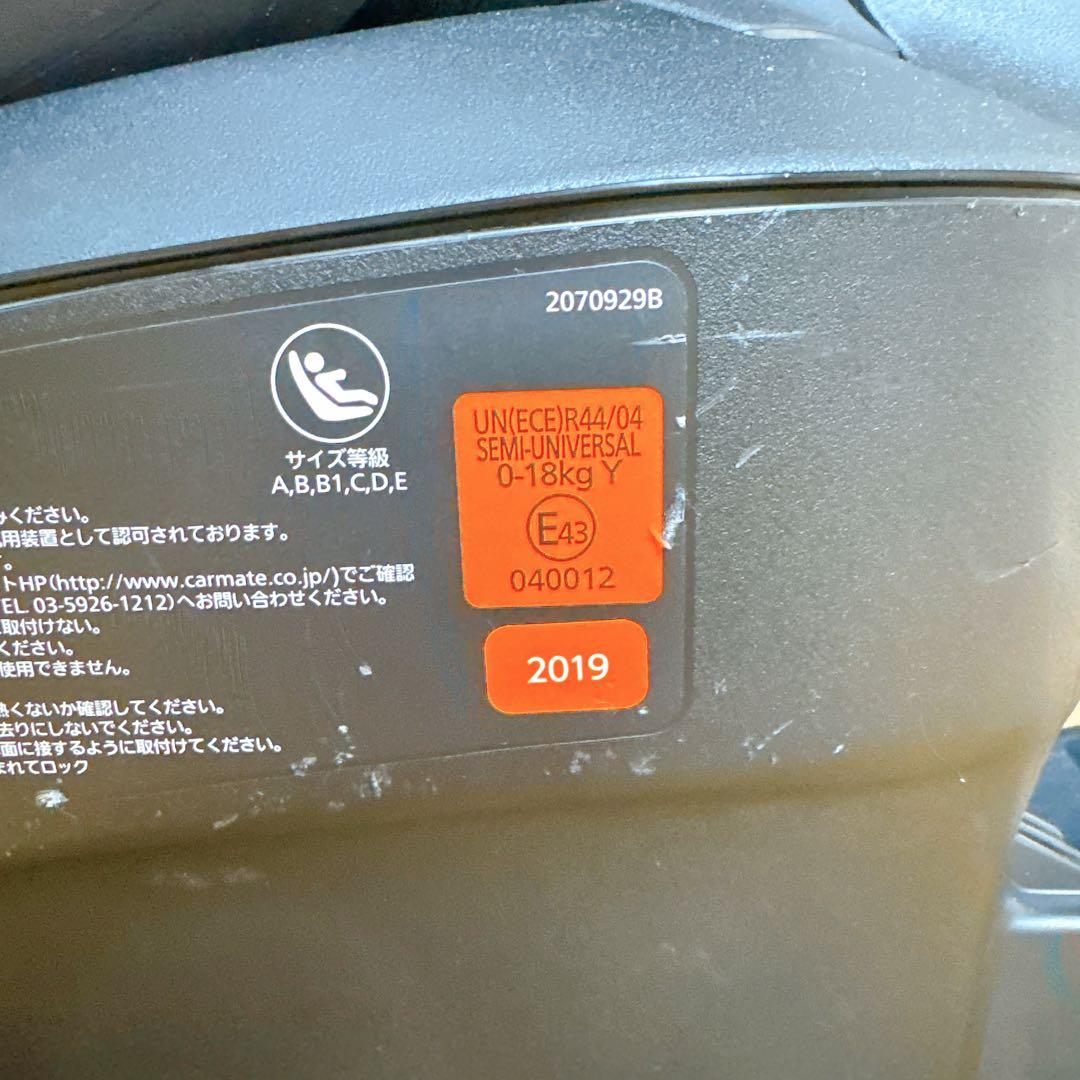 2070929B
サイズ等級
A,B,B1,C,D,E
UN(ECE)R44/04
SEMI-UNIVERSAL
0-18kg Y
E43
040012
2019
ください。
用装置として認可されております。
。
トHP(http://www.carmate.co.jp/)でご確認
EL 03-5926-1212)へお問い合わせください。
取付けない。
ください。
使用できません。
熱くないか確認してください。
去りにしないでください。
面に接するように取付けてください。
まれてロック